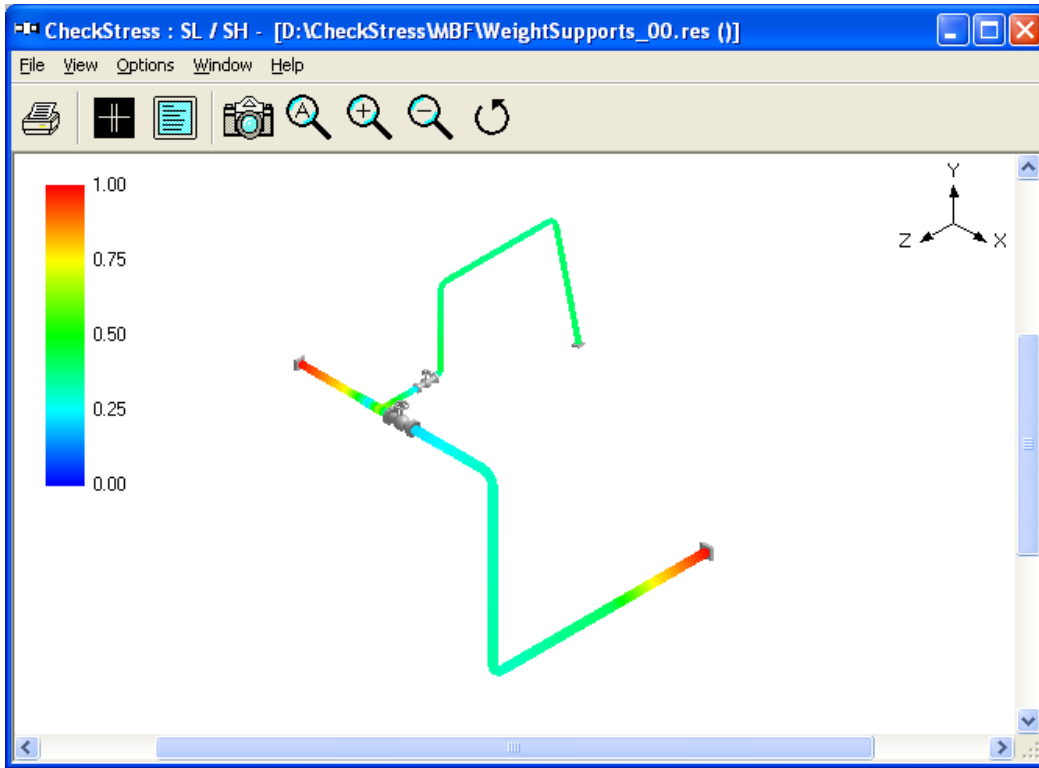 CheckStress : SL / SH - [D:\CheckStress\MBF\WeightSupports_00.res ()]
File View Options Window Help
A
1.00
0.75
0.50
0.25
0.00
Y
Z X